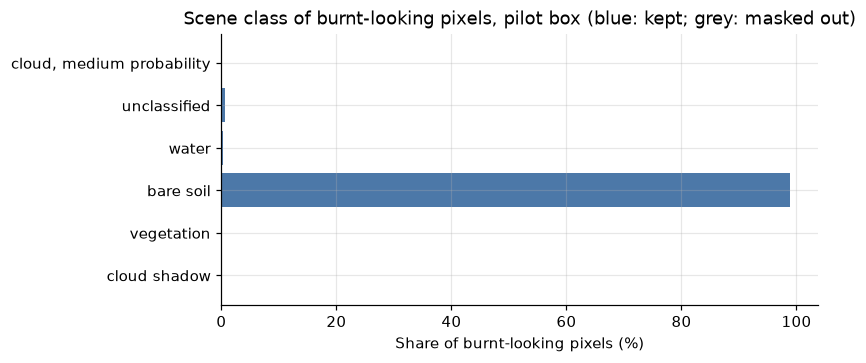 Scene class of burnt-looking pixels, pilot box (blue: kept; grey: masked out)
cloud, medium probability
unclassified
water
bare soil
vegetation
cloud shadow
0 20 40 60 80 100
Share of burnt-looking pixels (%)